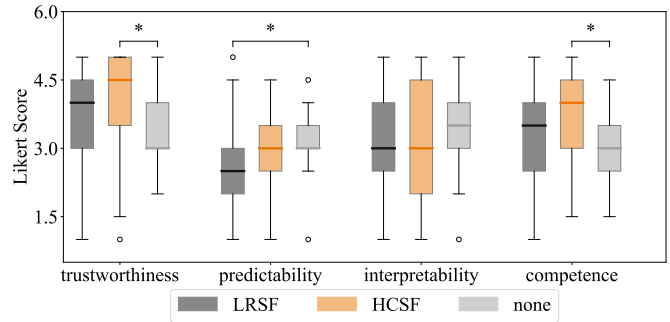 6.0
4.5
3.0
1.5
Likert Score
* * *
trustworthiness predictability interpretability competence
LRSF HCSF none